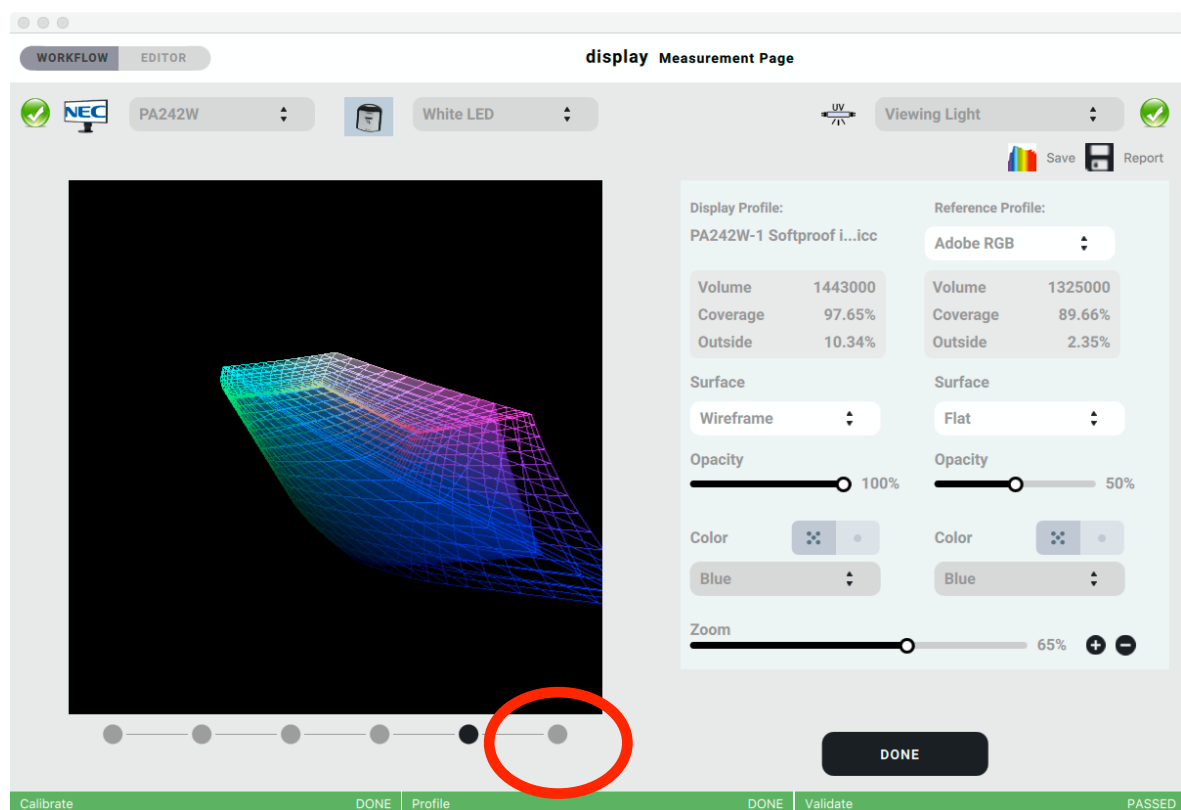 WORKFLOW EDITOR
display Measurement Page
NEC PA242W White LED UV Viewing Light
Save Report
Display Profile: Reference Profile:
PA242W-1 Softproof i...icc Adobe RGB
Volume 1443000 Volume 1325000
Coverage 97.65% Coverage 89.66%
Outside 10.34% Outside 2.35%
Surface Surface
Wireframe Flat
Opacity Opacity
100% 50%
Color Color
Blue Blue
Zoom
65%
DONE
Calibrate DONE Profile DONE Validate PASSED